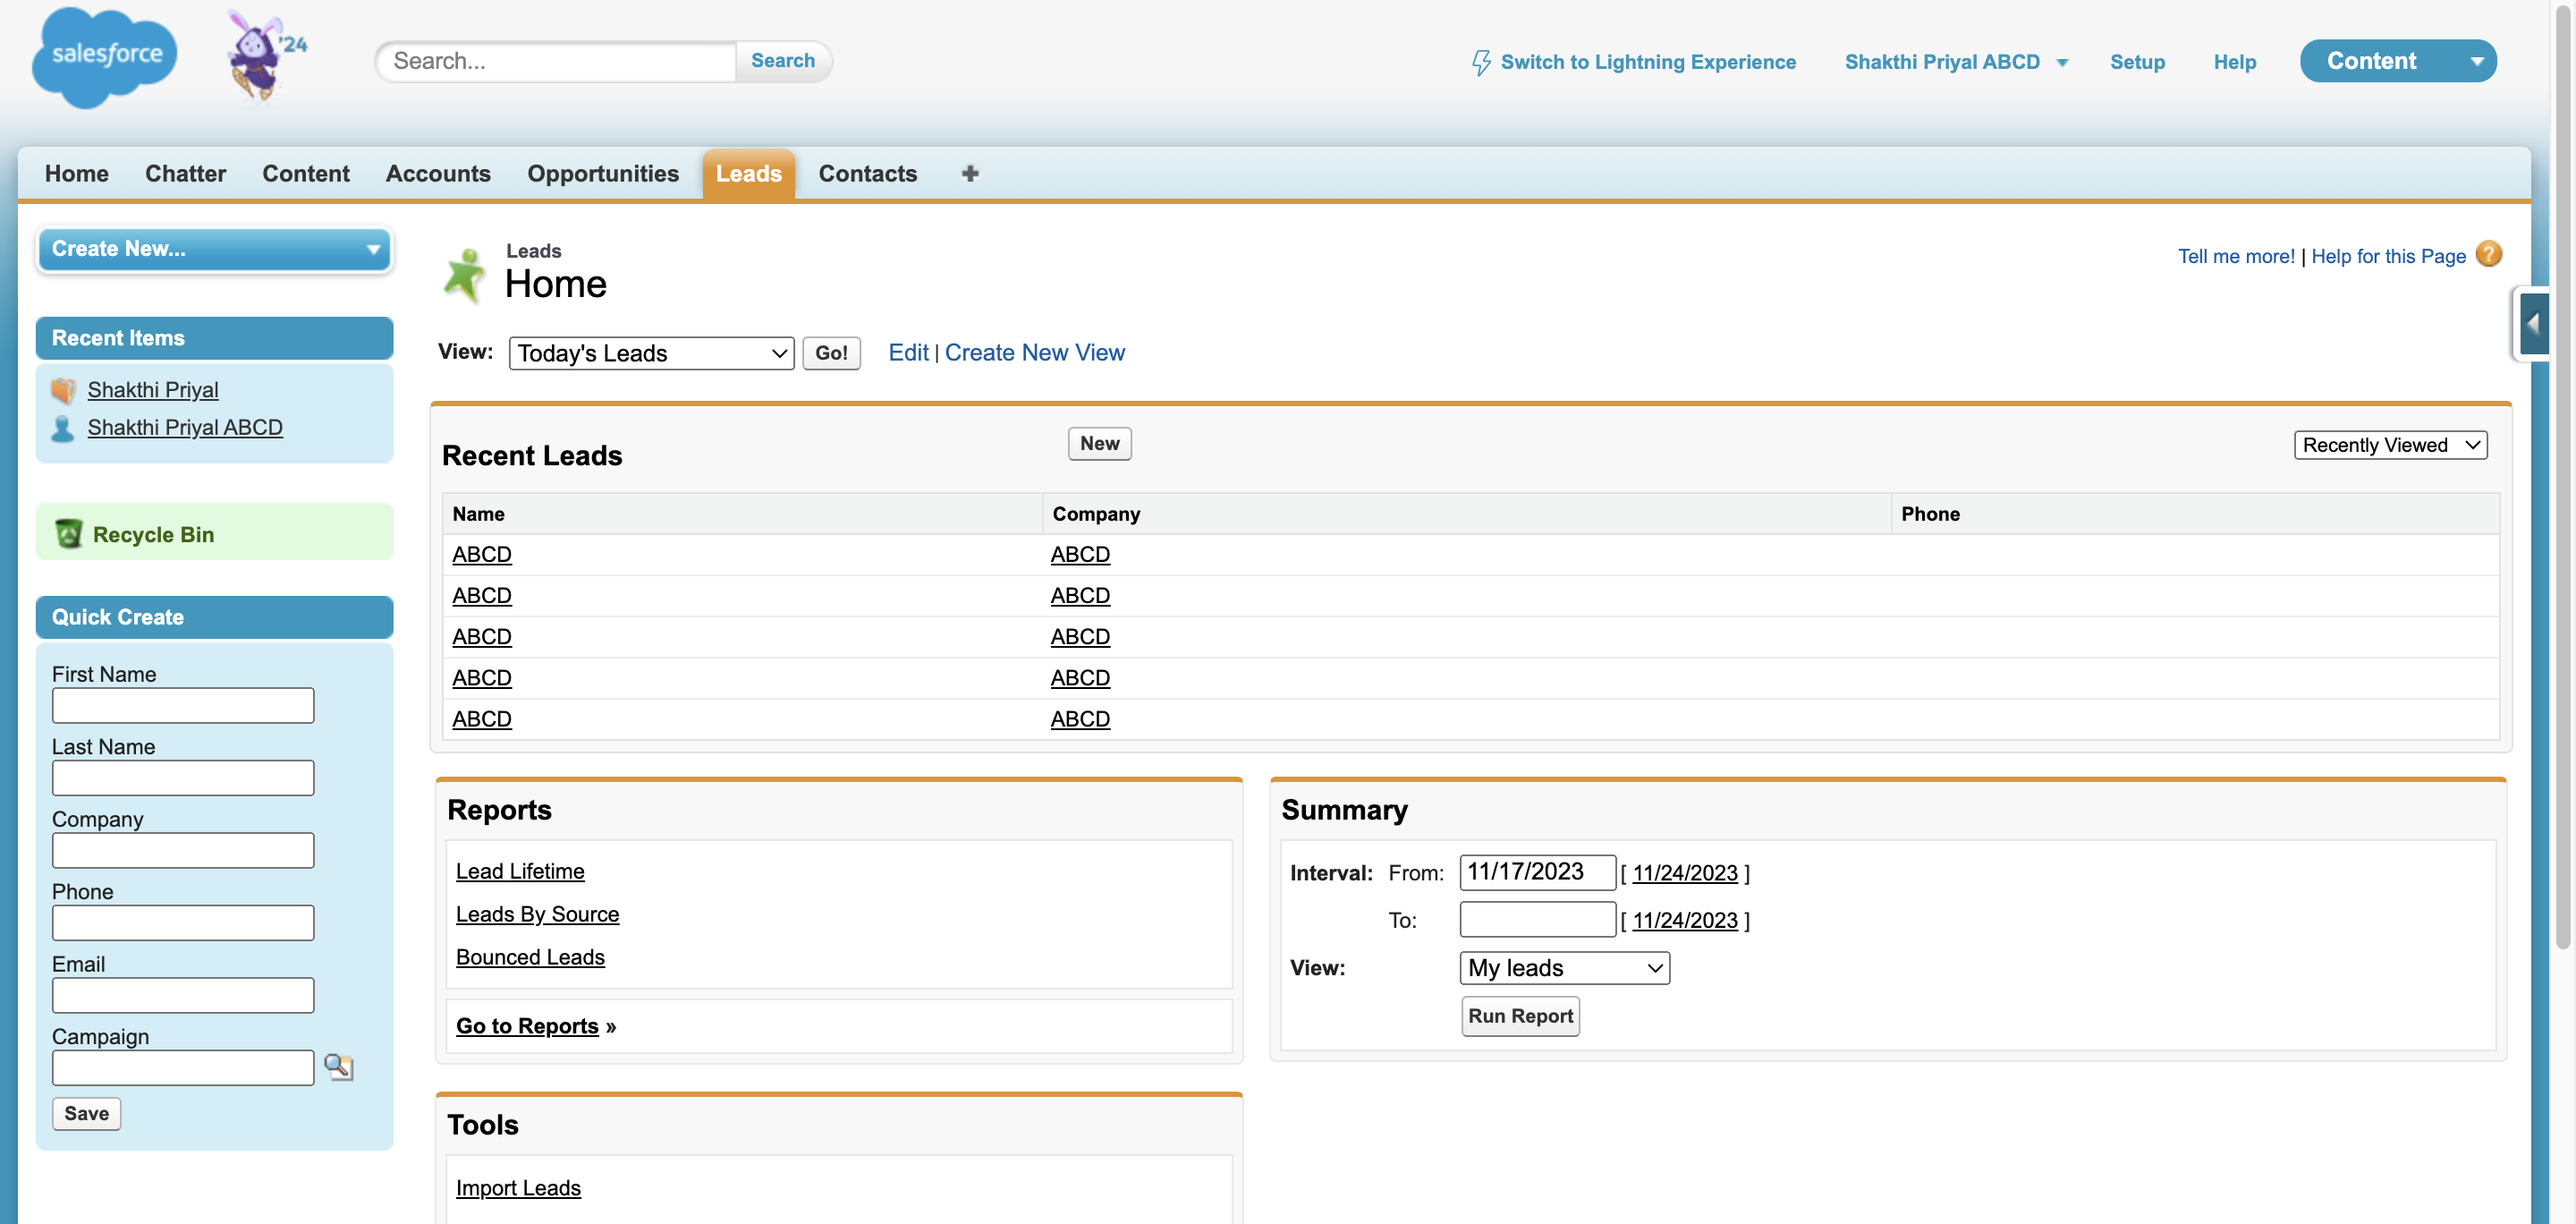 salesforce
'24
Search...
Search
Switch to Lightning Experience
Shakthi Priyal ABCD
Setup
Help
Content
Home
Chatter
Content
Accounts
Opportunities
Leads
Contacts
Create New...
Recent Items
Shakthi Priyal
Shakthi Priyal ABCD
Recycle Bin
Quick Create
First Name
Last Name
Company
Phone
Email
Campaign
Save
Leads
Home
Tell me more! | Help for this Page ?
View: Today's Leads Go! Edit | Create New View
Recent Leads
New
Recently Viewed
Name Company Phone
ABCD ABCD
ABCD ABCD
ABCD ABCD
ABCD ABCD
ABCD ABCD
Reports
Lead Lifetime
Leads By Source
Bounced Leads
Go to Reports »
Summary
Interval: From: 11/17/2023 [ 11/24/2023 ]
To: [ 11/24/2023 ]
View: My leads
Run Report
Tools
Import Leads